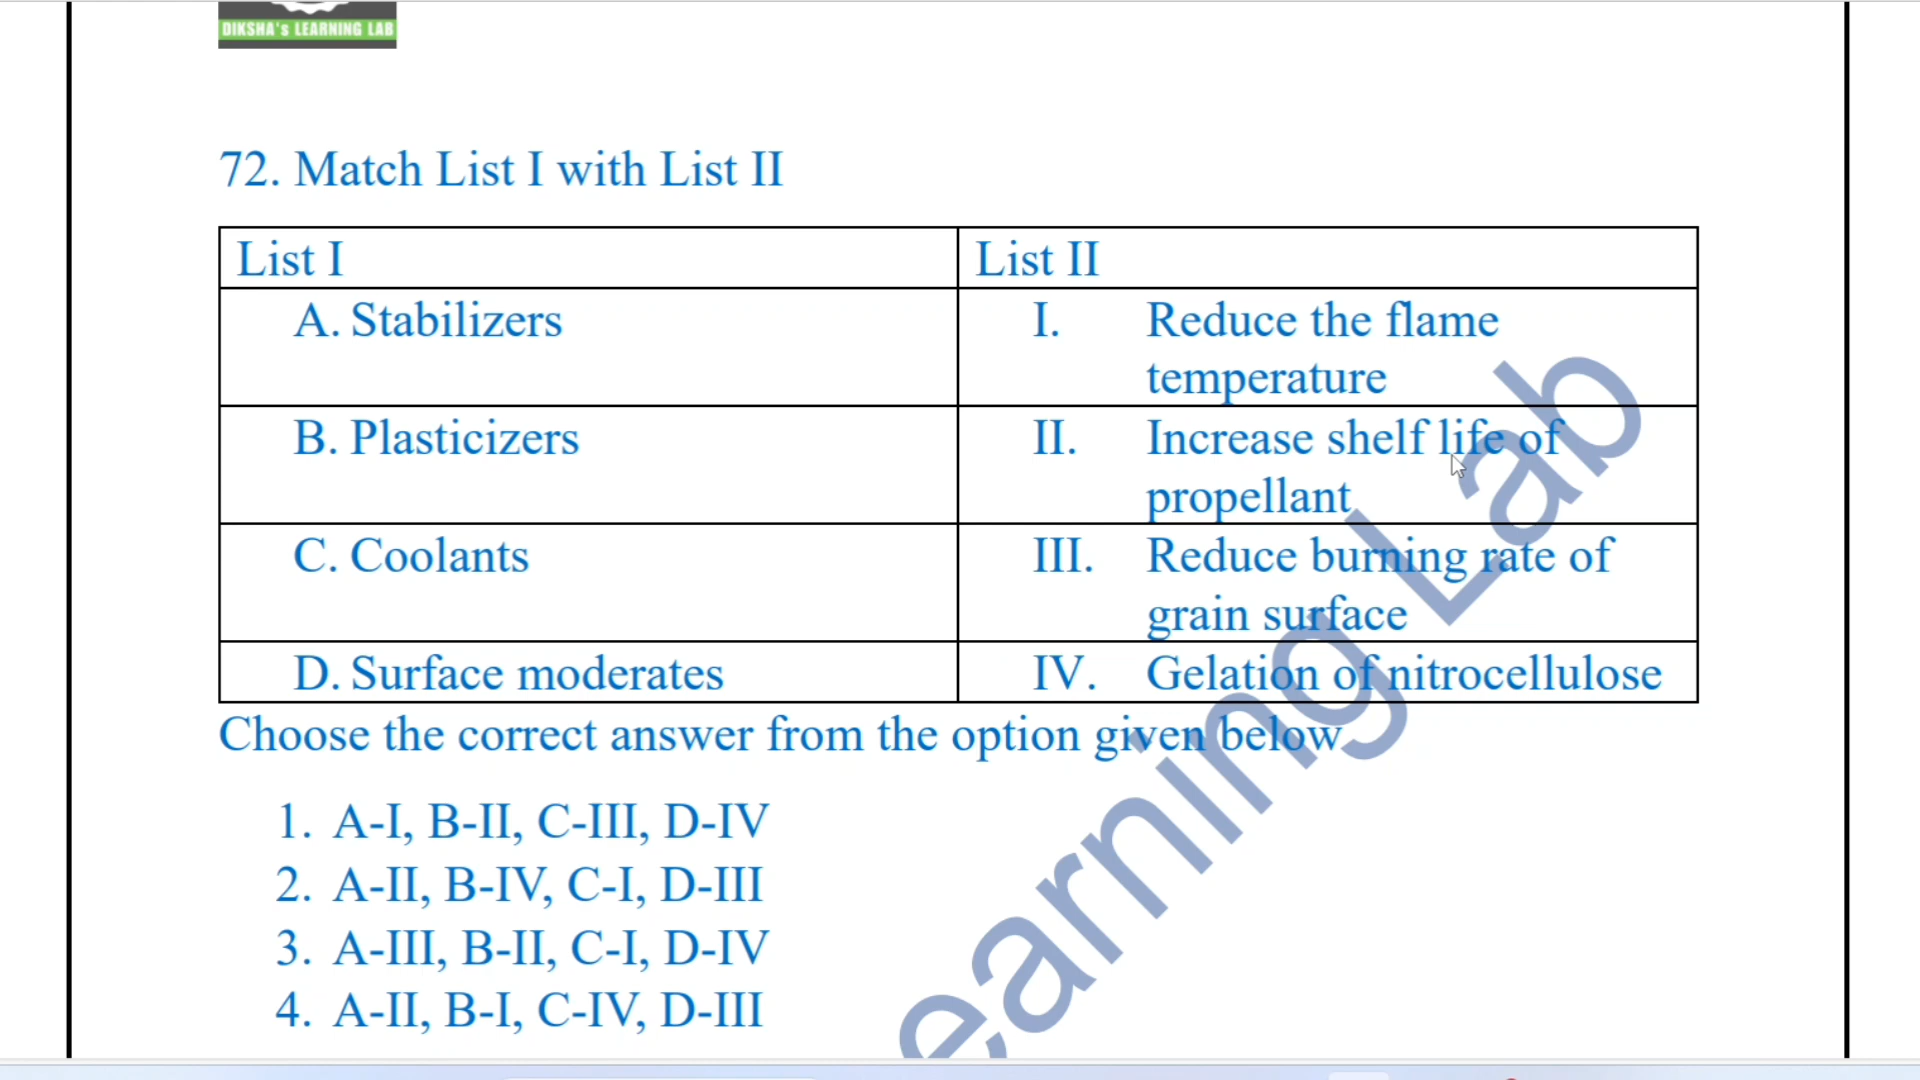 DIKSHA's LEARNING LAB
72. Match List I with List II
List I
List II
A. Stabilizers
I. Reduce the flame
temperature
B. Plasticizers
II. Increase shelf life of
propellant
C. Coolants
III. Reduce burning rate of
grain surface
D. Surface moderates
IV. Gelation of nitrocellulose
Choose the correct answer from the option given below
1. A-I, B-II, C-III, D-IV
2. A-II, B-IV, C-I, D-III
3. A-III, B-II, C-I, D-IV
4. A-II, B-I, C-IV, D-III
earning Lab